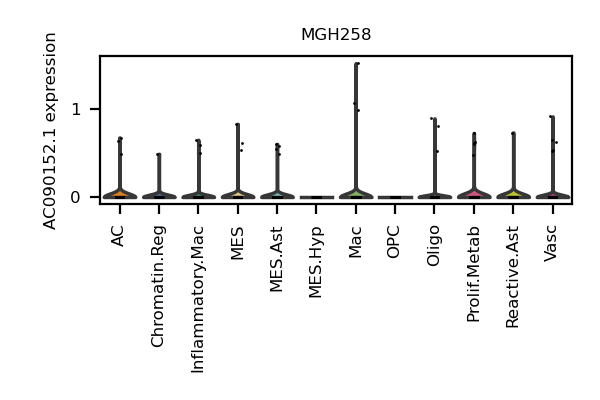 MGH258
AC090152.1 expression
1
0
AC
Chromatin.Reg
Inflammatory.Mac
MES
MES.Ast
MES.Hyp
Mac
OPC
Oligo
Prolif.Metab
Reactive.Ast
Vasc